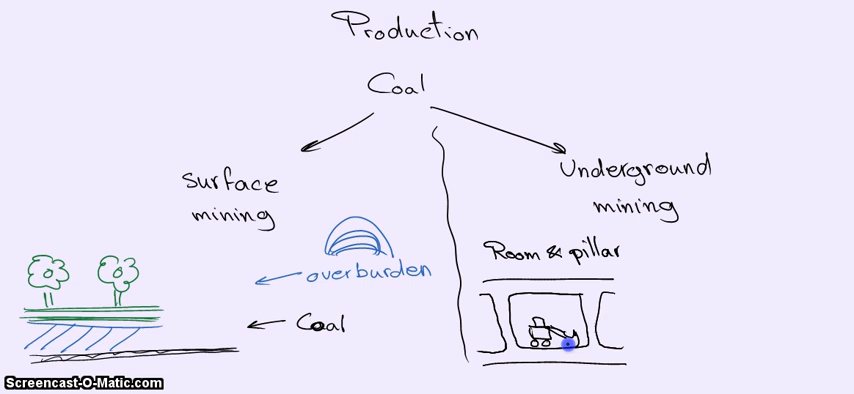 Production
Coal
Surface
mining
Underground
mining
Room & pillar
overburden
Coal
Screencast-O-Matic.com